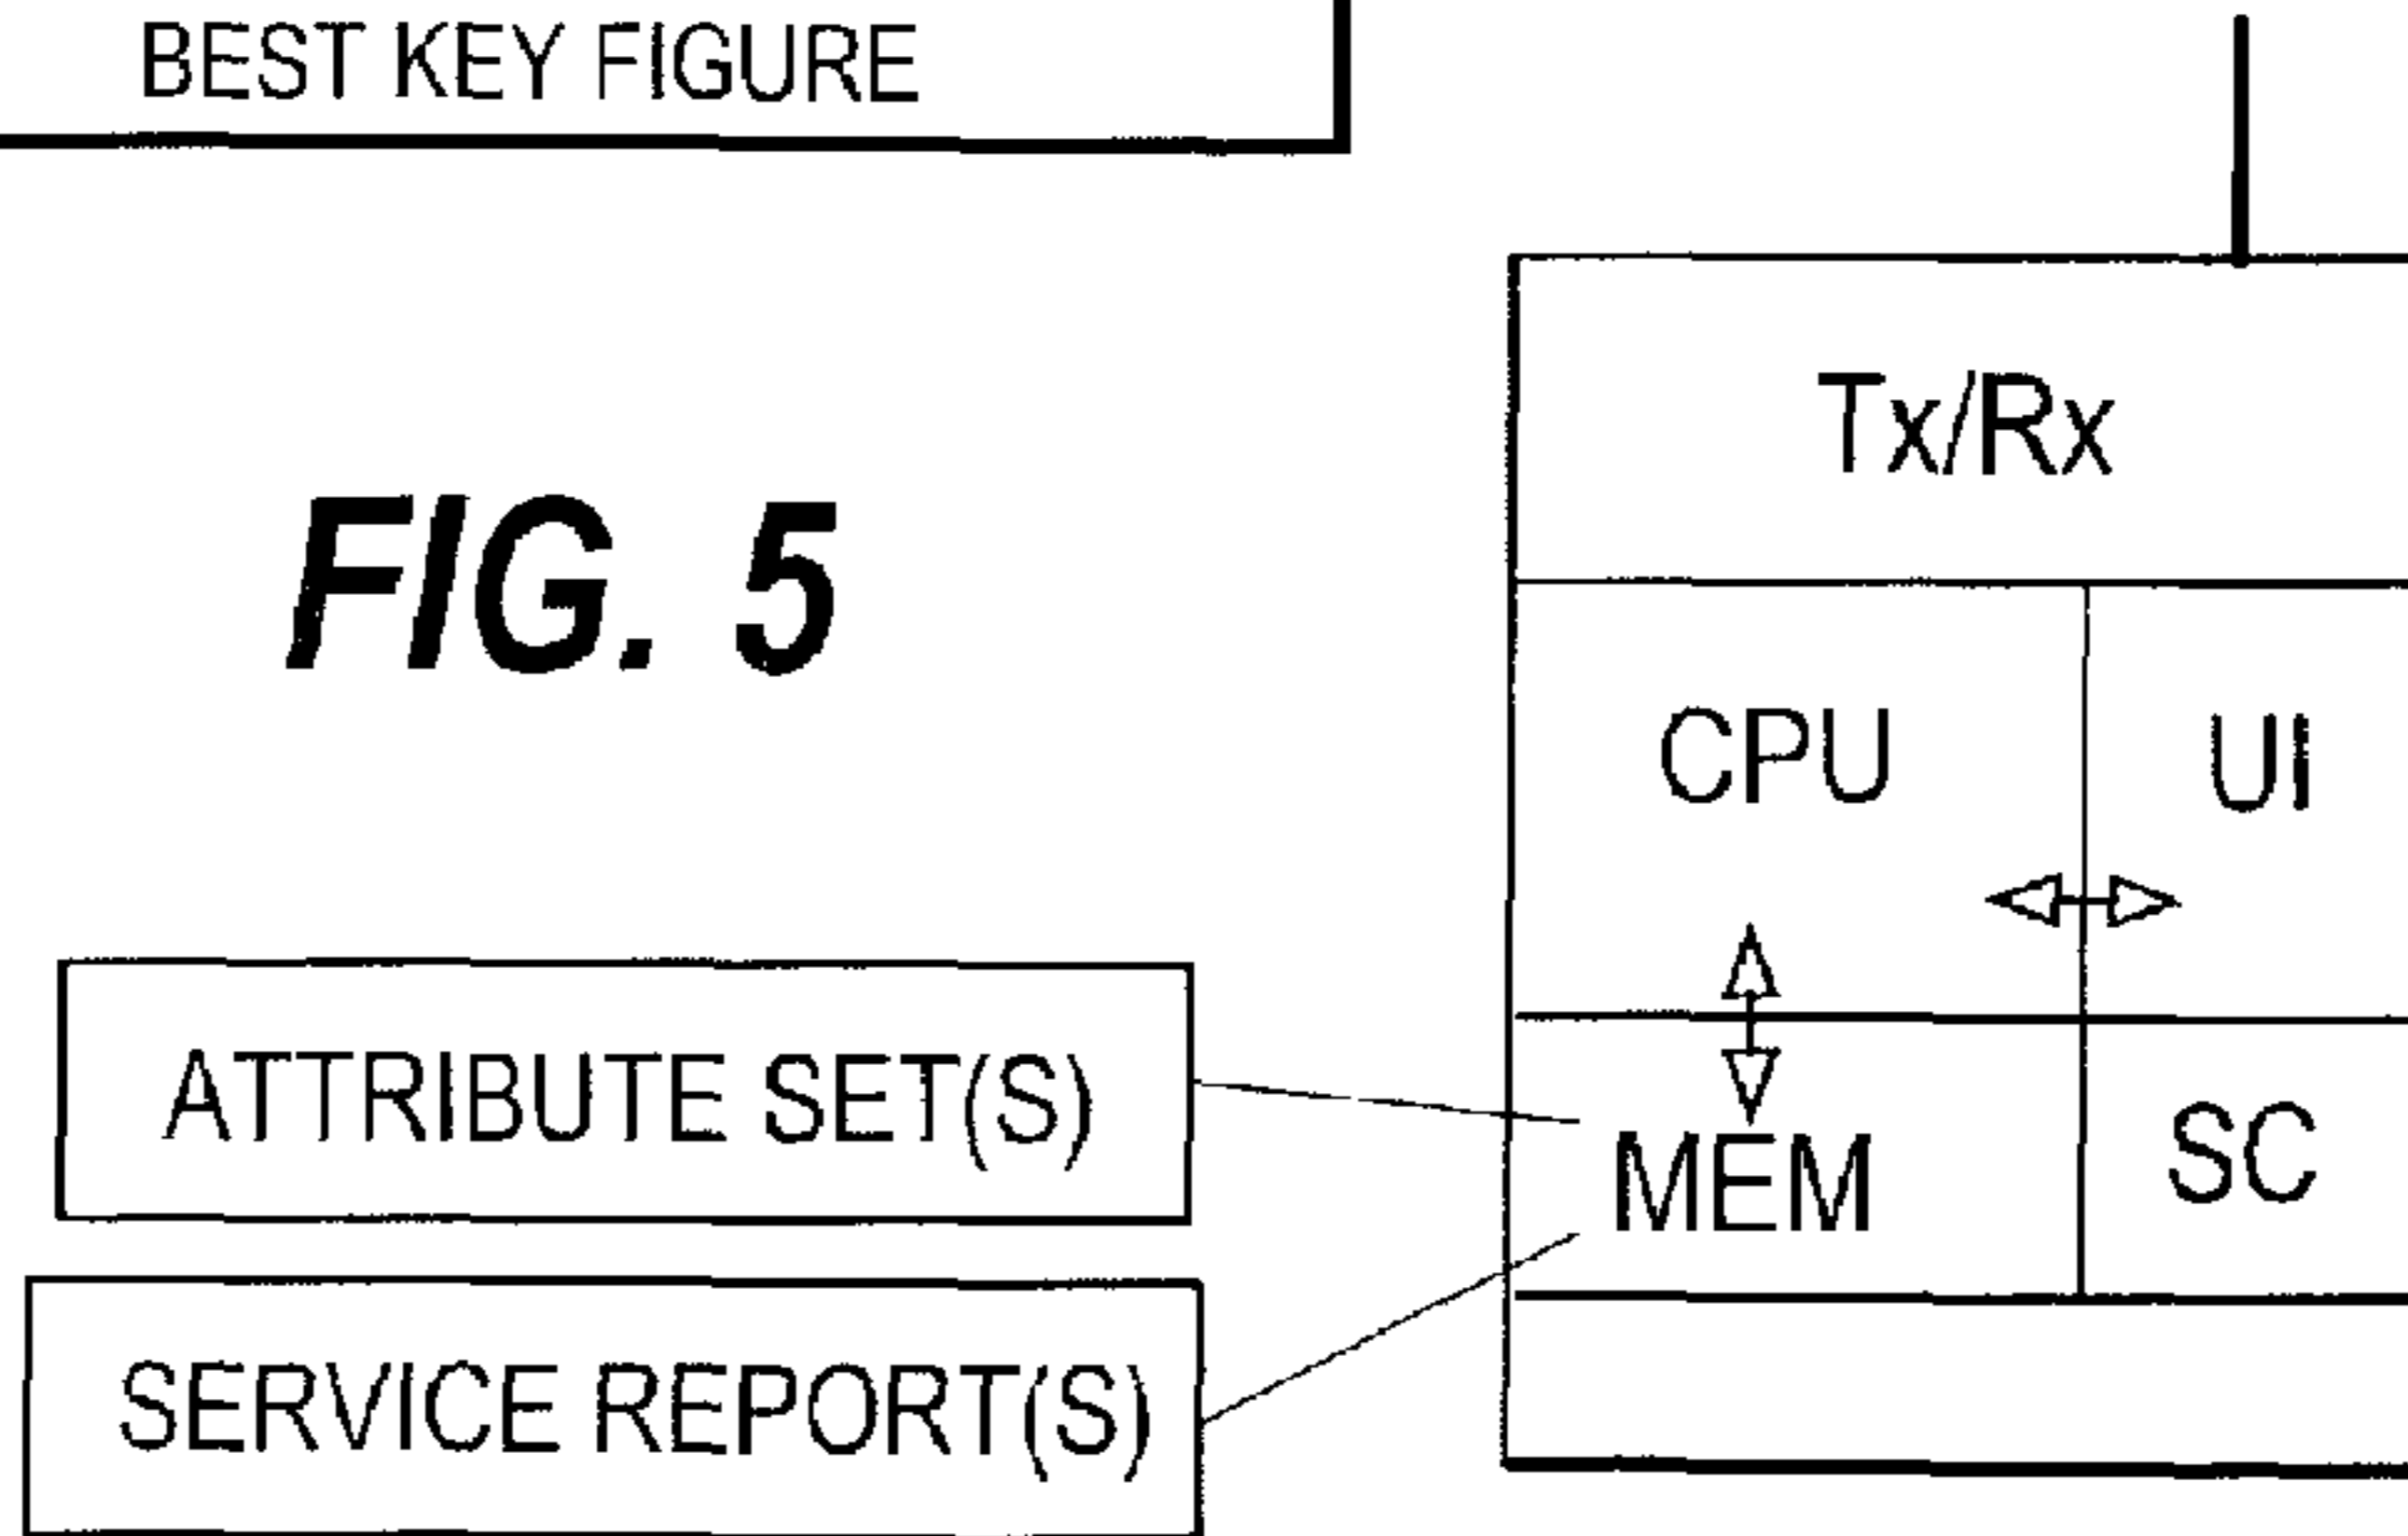 BEST KEY FIGURE
FIG. 5
Tx/Rx
CPU
UI
ATTRIBUTE SET(S)
MEM
SC
SERVICE REPORT(S)